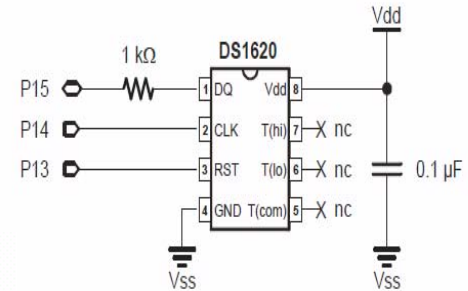 Vdd
1 kΩ
DS1620
P15
1 DQ Vdd 8
P14
2 CLK T(hi) 7 X nc
P13
3 RST T(lo) 6 X nc
0.1 µF
4 GND T(com) 5 X nc
Vss
Vss